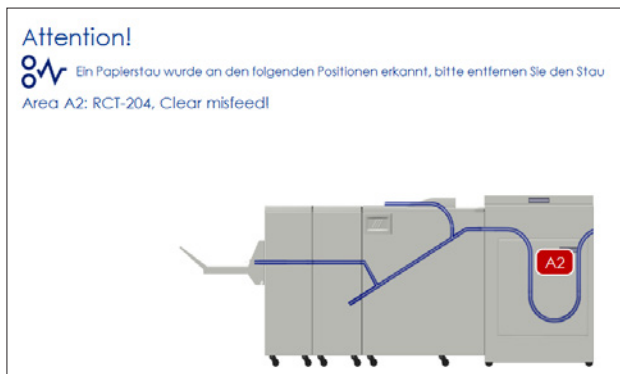 Attention!
Ein Papierstau wurde an den folgenden Positionen erkannt, bitte entfernen Sie den Stau
Area A2: RCT-204, Clear misfeed!
A2